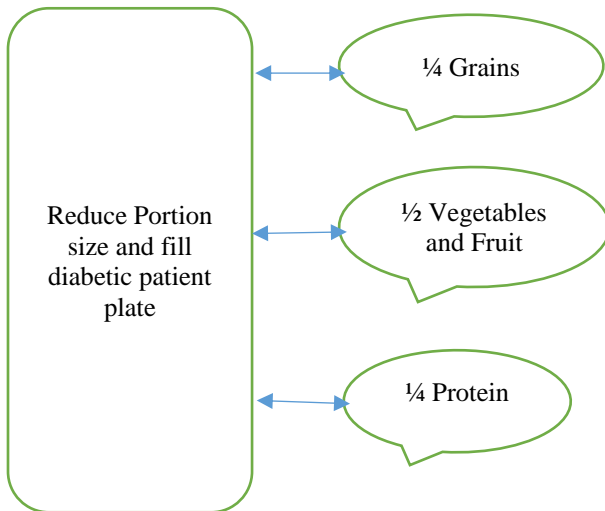 ¼ Grains
½ Vegetables
and Fruit
Reduce Portion
size and fill
diabetic patient
plate
¼ Protein